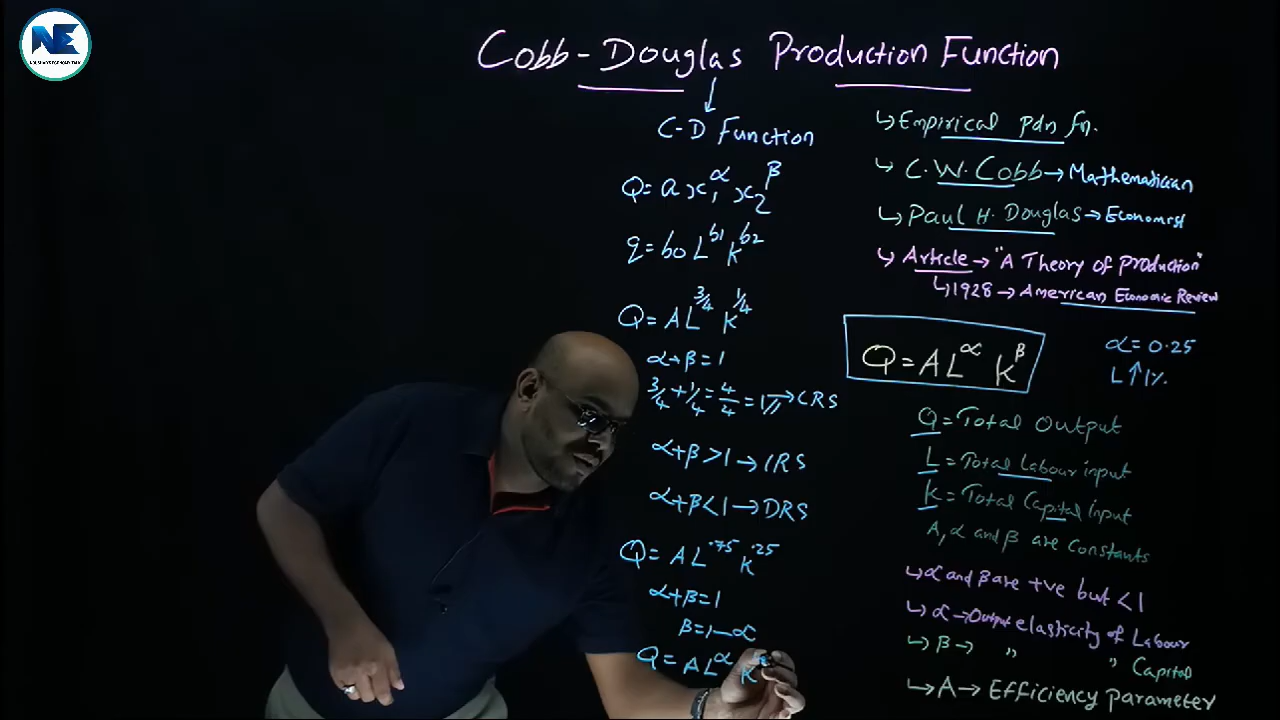 NE
Cobb-Douglas Production Function
C-D Function
Q = a x₁^α x₂^β
q = b0 L^b1 K^b2
Q = A L^3/4 K^1/4
α+β = 1
3/4 + 1/4 = 4/4 = 1 → CRS
α+β > 1 → IRS
α+β < 1 → DRS
Q = A L^.75 K^.25
α+β = 1
β = 1-α
Q = A L^α K
↳ Empirical pdn fn.
↳ C.W. Cobb → Mathematician
↳ Paul H. Douglas → Economist
↳ Article → "A Theory of Production"
↳ 1928 → American Economic Review
Q = A L^α K^β
α = 0.25
L ↑ 1%.
Q = Total Output
L = Total Labour input
K = Total Capital input
A, α and β are Constants
↳ α and β are +ve but < 1
↳ α → Output elasticity of Labour
↳ β → " " Capital
↳ A → Efficiency parameter